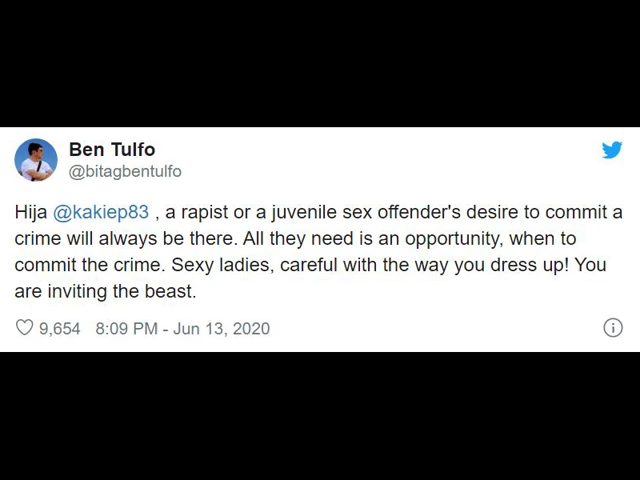 Ben Tulfo
@bitagbentulfo
Hija @kakiep83 , a rapist or a juvenile sex offender's desire to commit a
crime will always be there. All they need is an opportunity, when to
commit the crime. Sexy ladies, careful with the way you dress up! You
are inviting the beast.
9,654 8:09 PM - Jun 13, 2020